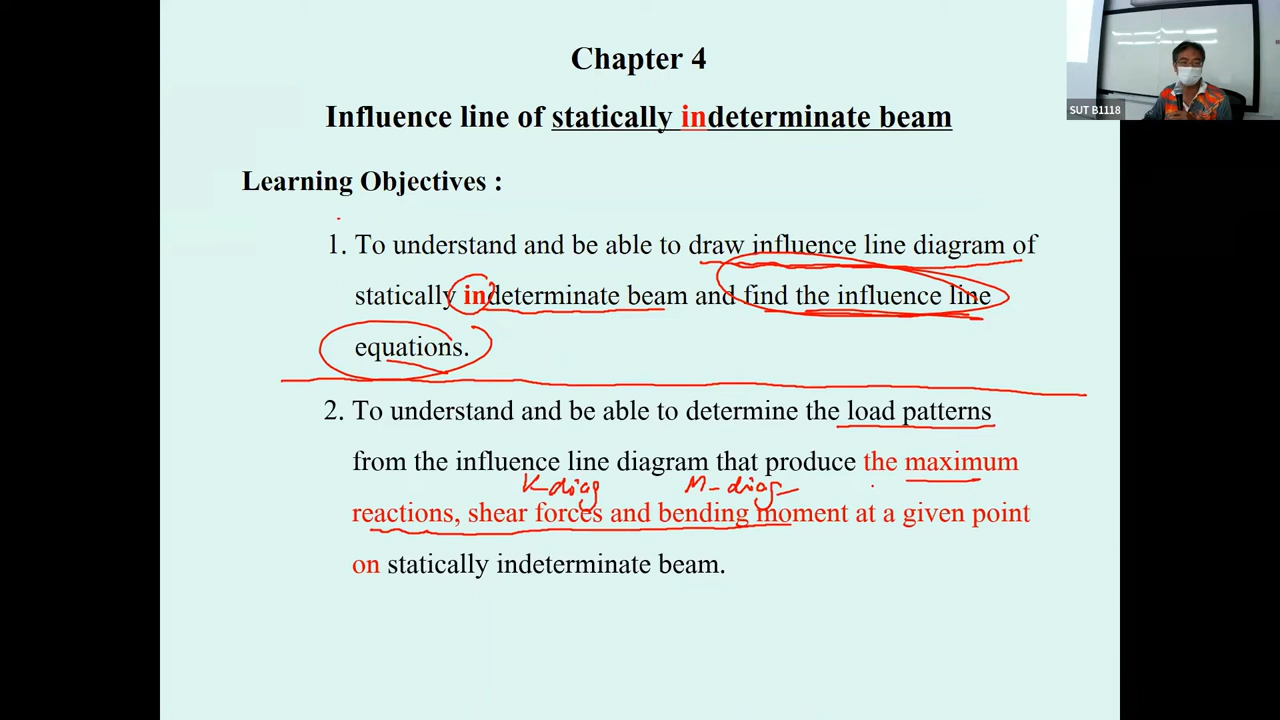 Chapter 4
SUT B1118
Influence line of statically indeterminate beam
Learning Objectives :
1. To understand and be able to draw influence line diagram of
statically indeterminate beam and find the influence line
equations.
2. To understand and be able to determine the load patterns
from the influence line diagram that produce the maximum
M-diag
reactions, shear forces and bending moment at a given point
on statically indeterminate beam.